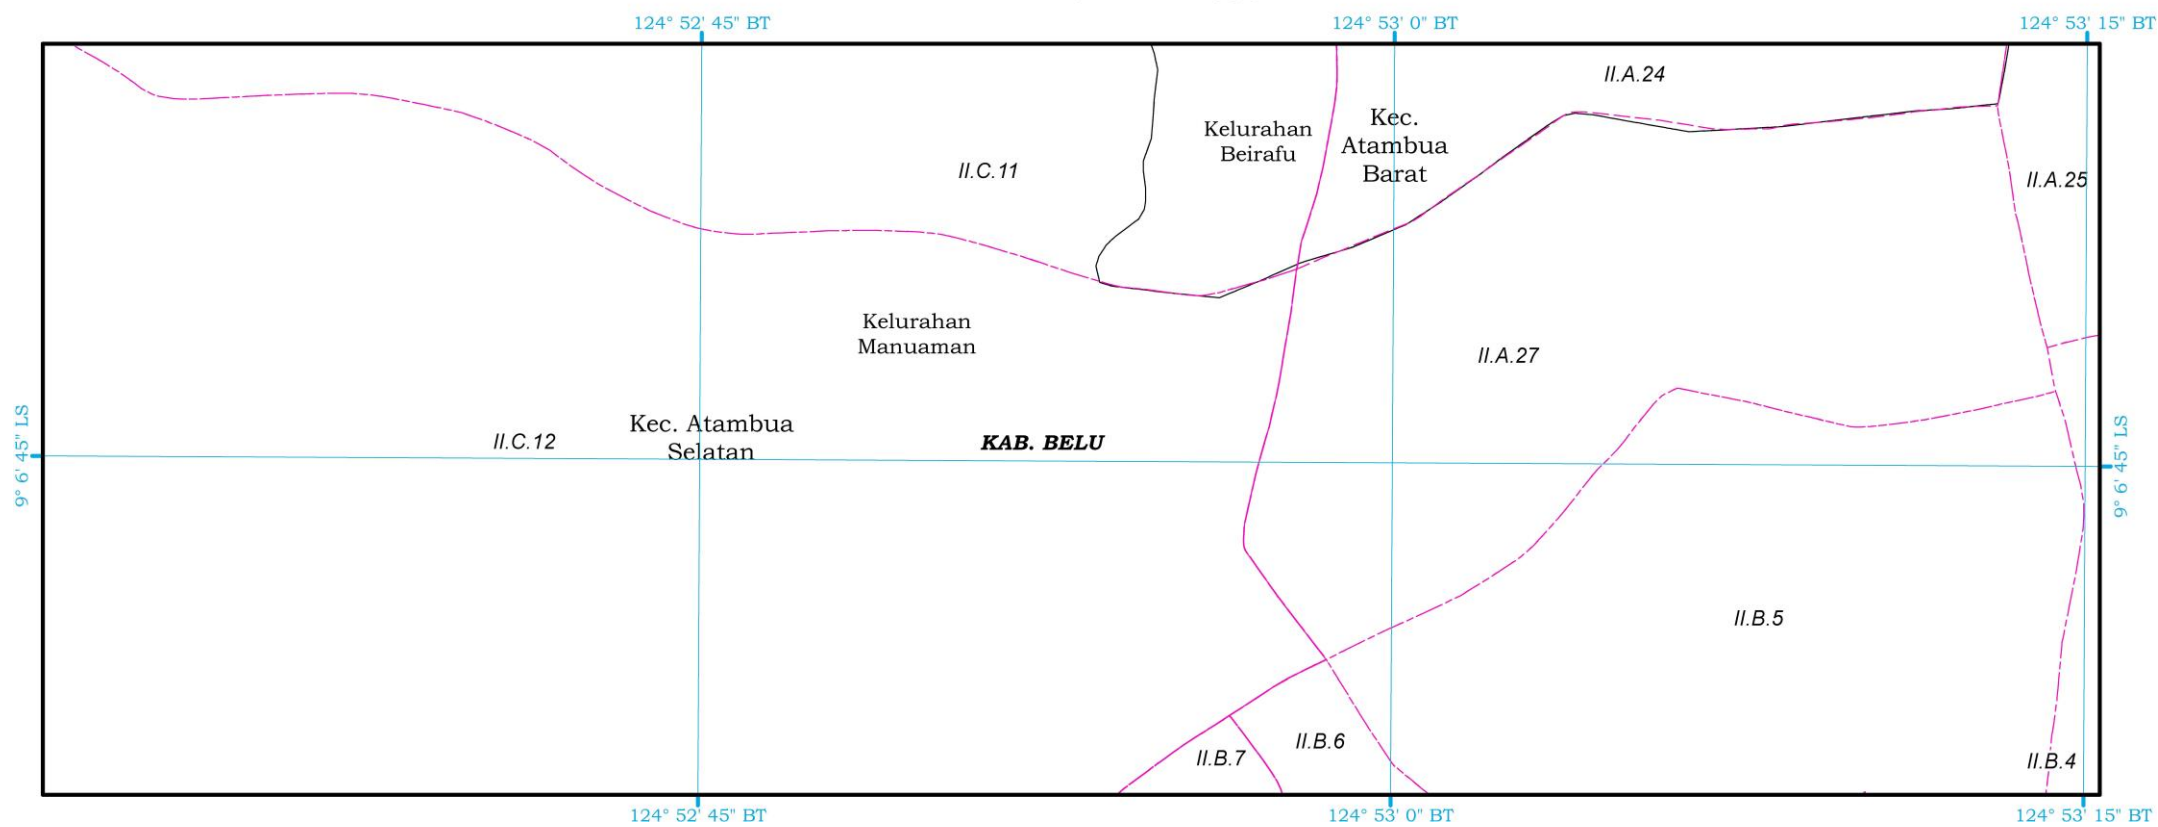 124° 52' 45" BT
124° 53' 0" BT
124° 53' 15" BT
II.A.24
Kelurahan
Beirafu
Kec.
Atambua
Barat
II.C.11
II.A.25
Kelurahan
Manuaman
II.A.27
Kec. Atambua
Selatan
II.C.12
KAB. BELU
9° 6' 45" LS
9° 6' 45" LS
II.B.5
II.B.6
II.B.7
II.B.4
124° 52' 45" BT
124° 53' 0" BT
124° 53' 15" BT